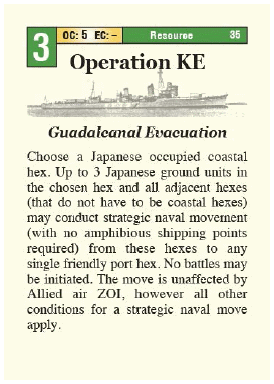 3 OC: 5 EC: – Resource 35
Operation KE
Guadalcanal Evacuation
Choose a Japanese occupied coastal
hex. Up to 3 Japanese ground units in
the chosen hex and all adjacent hexes
(that do not have to be coastal hexes)
may conduct strategic naval movement
(with no amphibious shipping points
required) from these hexes to any
single friendly port hex. No battles may
be initiated. The move is unaffected by
Allied air ZOI, however all other
conditions for a strategic naval move
apply.